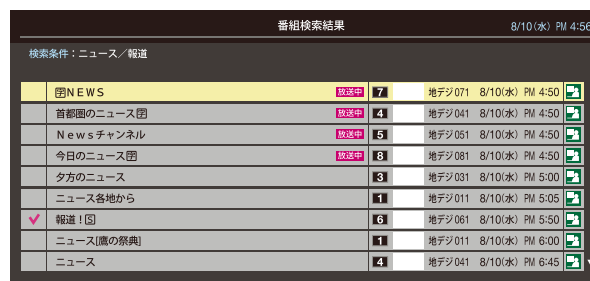 番組検索結果
8/10(水) PM 4:56
検索条件:ニュース／報道
字NEWS 放送中 7 地デジ071 8/10(水) PM 4:50
首都圏のニュース字 放送中 4 地デジ041 8/10(水) PM 4:50
Newsチャンネル 放送中 5 地デジ051 8/10(水) PM 4:50
今日のニュース字 放送中 8 地デジ081 8/10(水) PM 4:50
夕方のニュース 3 地デジ031 8/10(水) PM 5:00
ニュース各地から 1 地デジ011 8/10(水) PM 5:05
報道！S 6 地デジ061 8/10(水) PM 5:50
ニュース[鷹の祭典] 1 地デジ011 8/10(水) PM 6:00
ニュース 4 地デジ041 8/10(水) PM 6:45